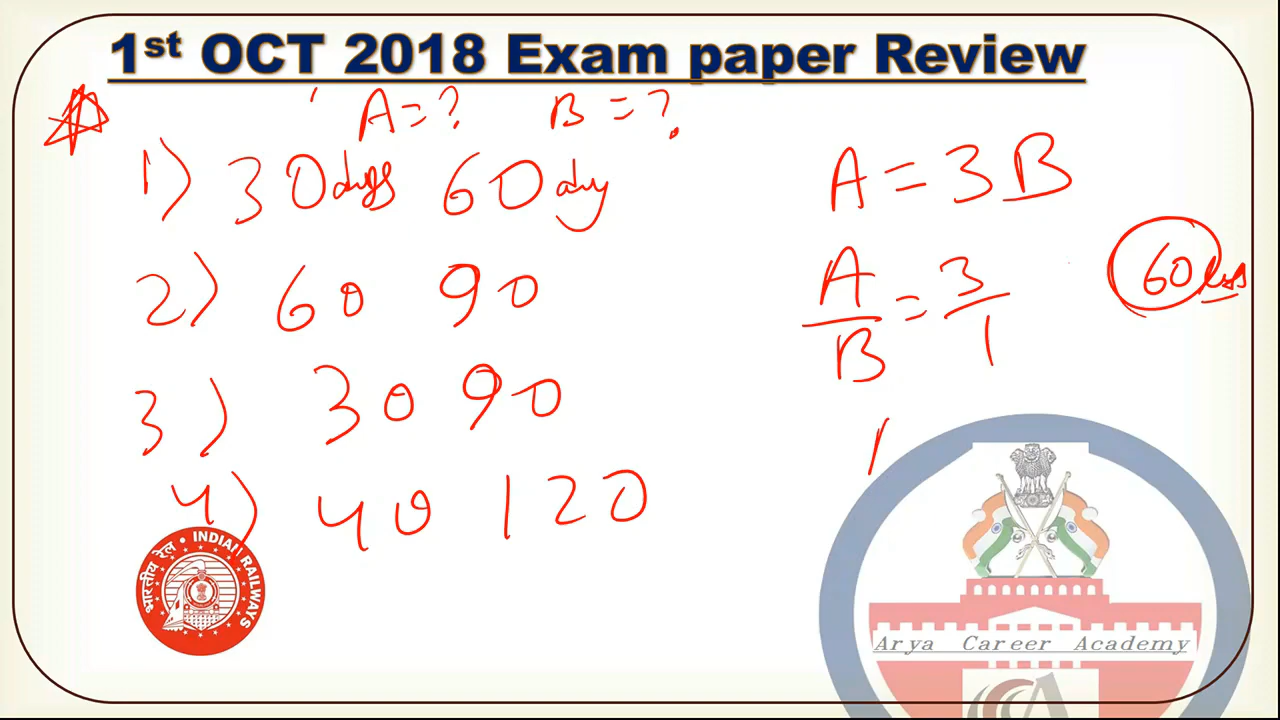 1st OCT 2018 Exam paper Review
A = ? B = ?
1) 30 days 60 day
2) 60 90
3) 30 90
4) 40 120
A = 3B
A/B = 3/1
60
भारतीय रेल • INDIAN RAILWAYS
Arya Career Academy